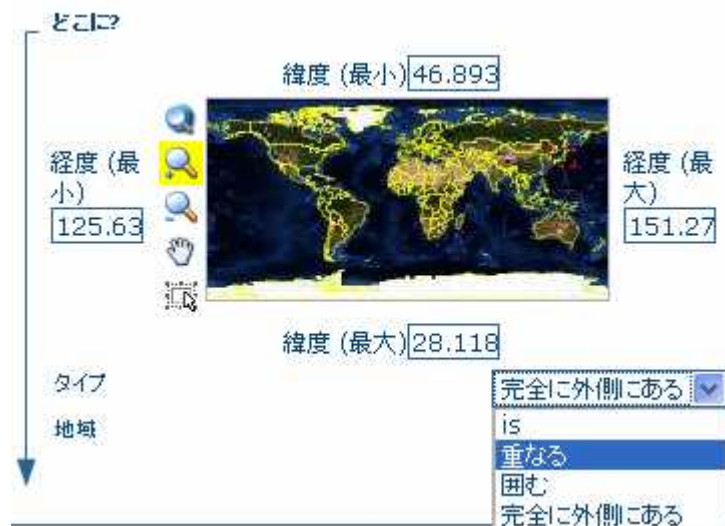 どこに?
緯度 (最小) 46.893
経度 (最
小)
125.63
経度 (最
大)
151.27
緯度 (最大) 28.118
タイプ
完全に外側にある
地域
is
重なる
囲む
完全に外側にある